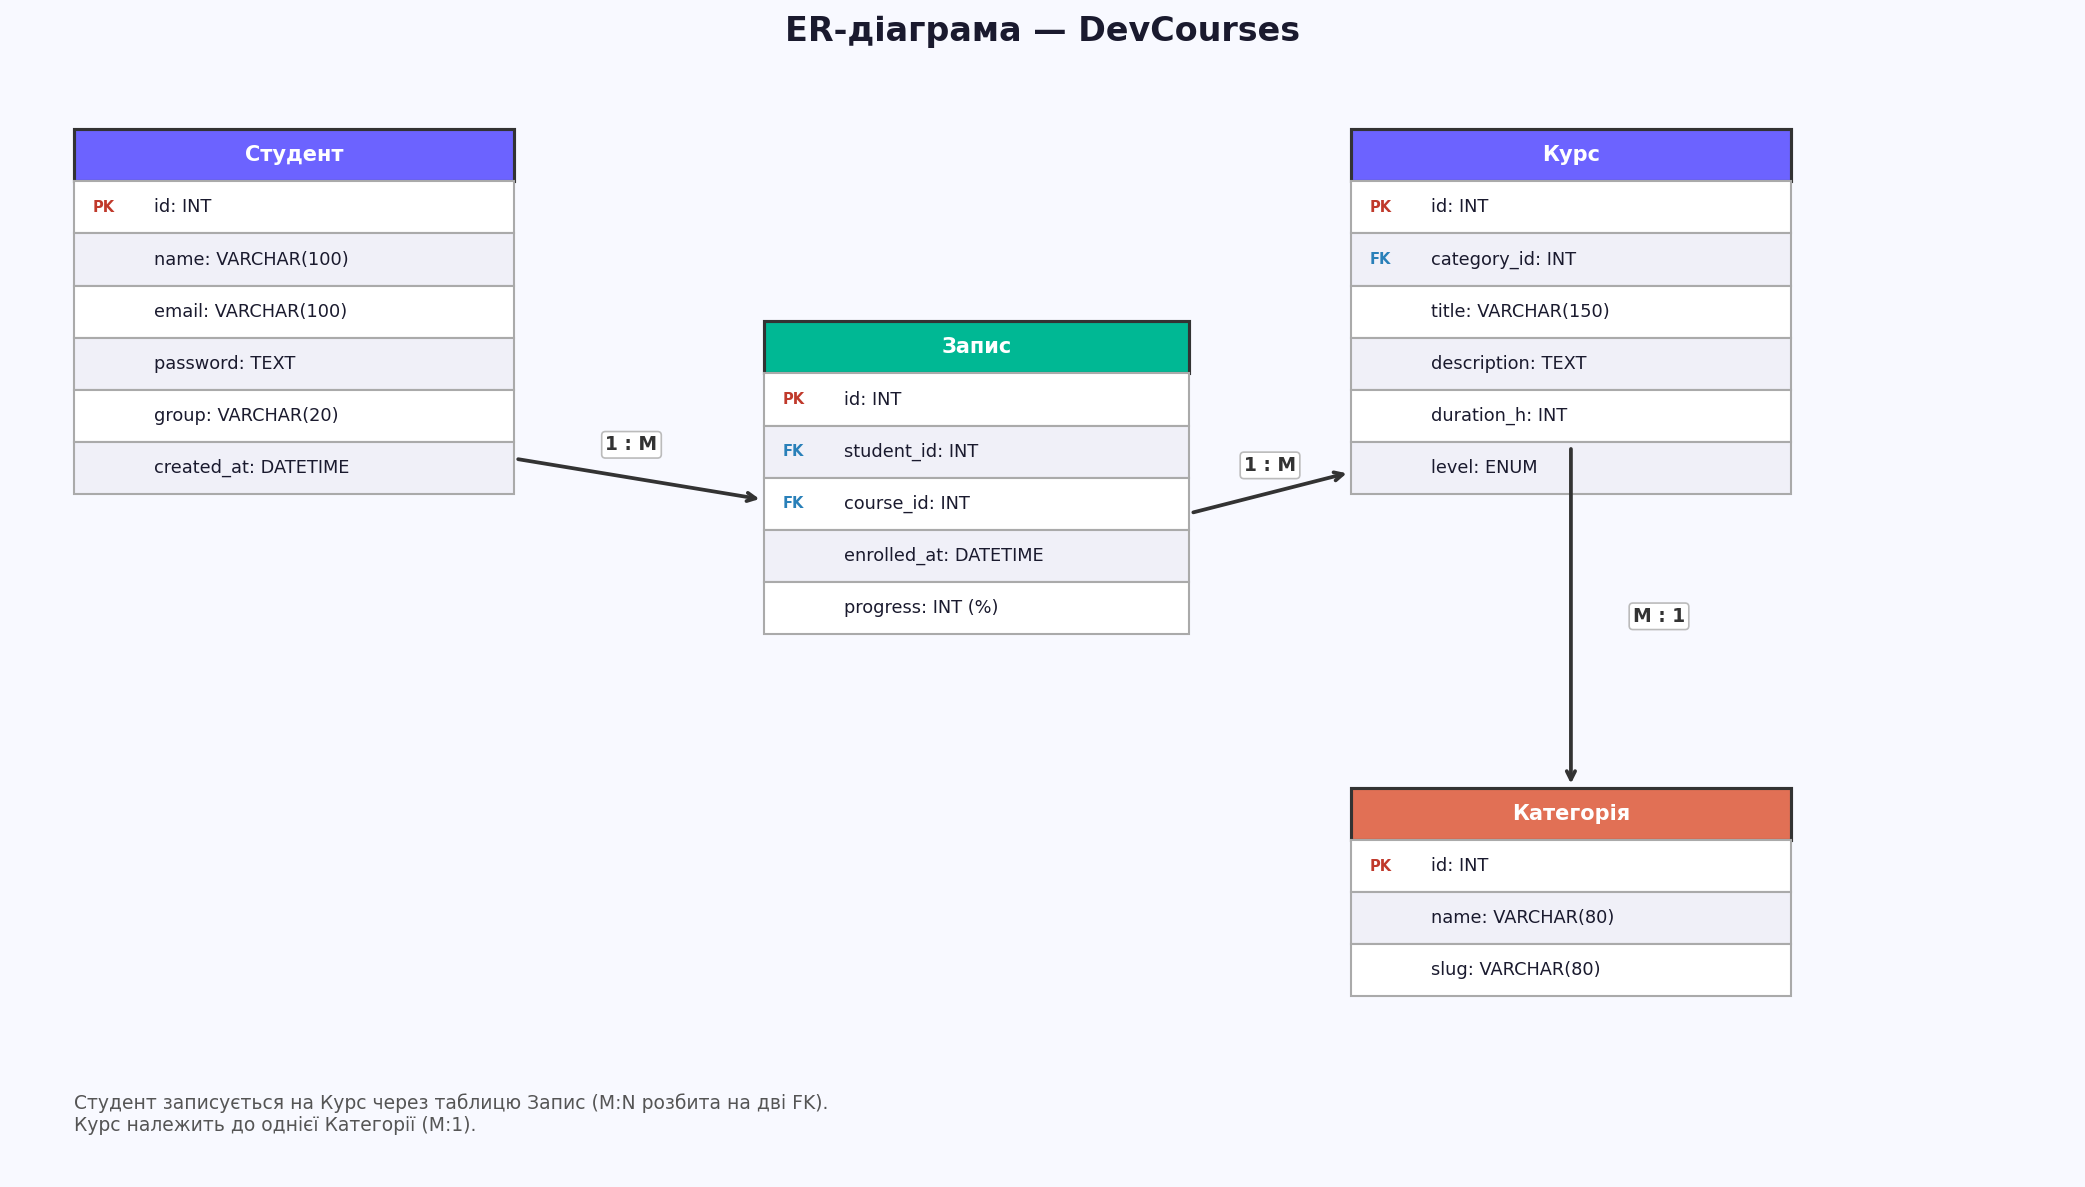 ER-діаграма — DevCourses
Студент
PK id: INT
name: VARCHAR(100)
email: VARCHAR(100)
password: TEXT
group: VARCHAR(20)
created_at: DATETIME
1 : M
Запис
PK id: INT
FK student_id: INT
FK course_id: INT
enrolled_at: DATETIME
progress: INT (%)
1 : M
Курс
PK id: INT
FK category_id: INT
title: VARCHAR(150)
description: TEXT
duration_h: INT
level: ENUM
M : 1
Категорія
PK id: INT
name: VARCHAR(80)
slug: VARCHAR(80)
Студент записується на Курс через таблицю Запис (M:N розбита на дві FK).
Курс належить до однієї Категорії (M:1).